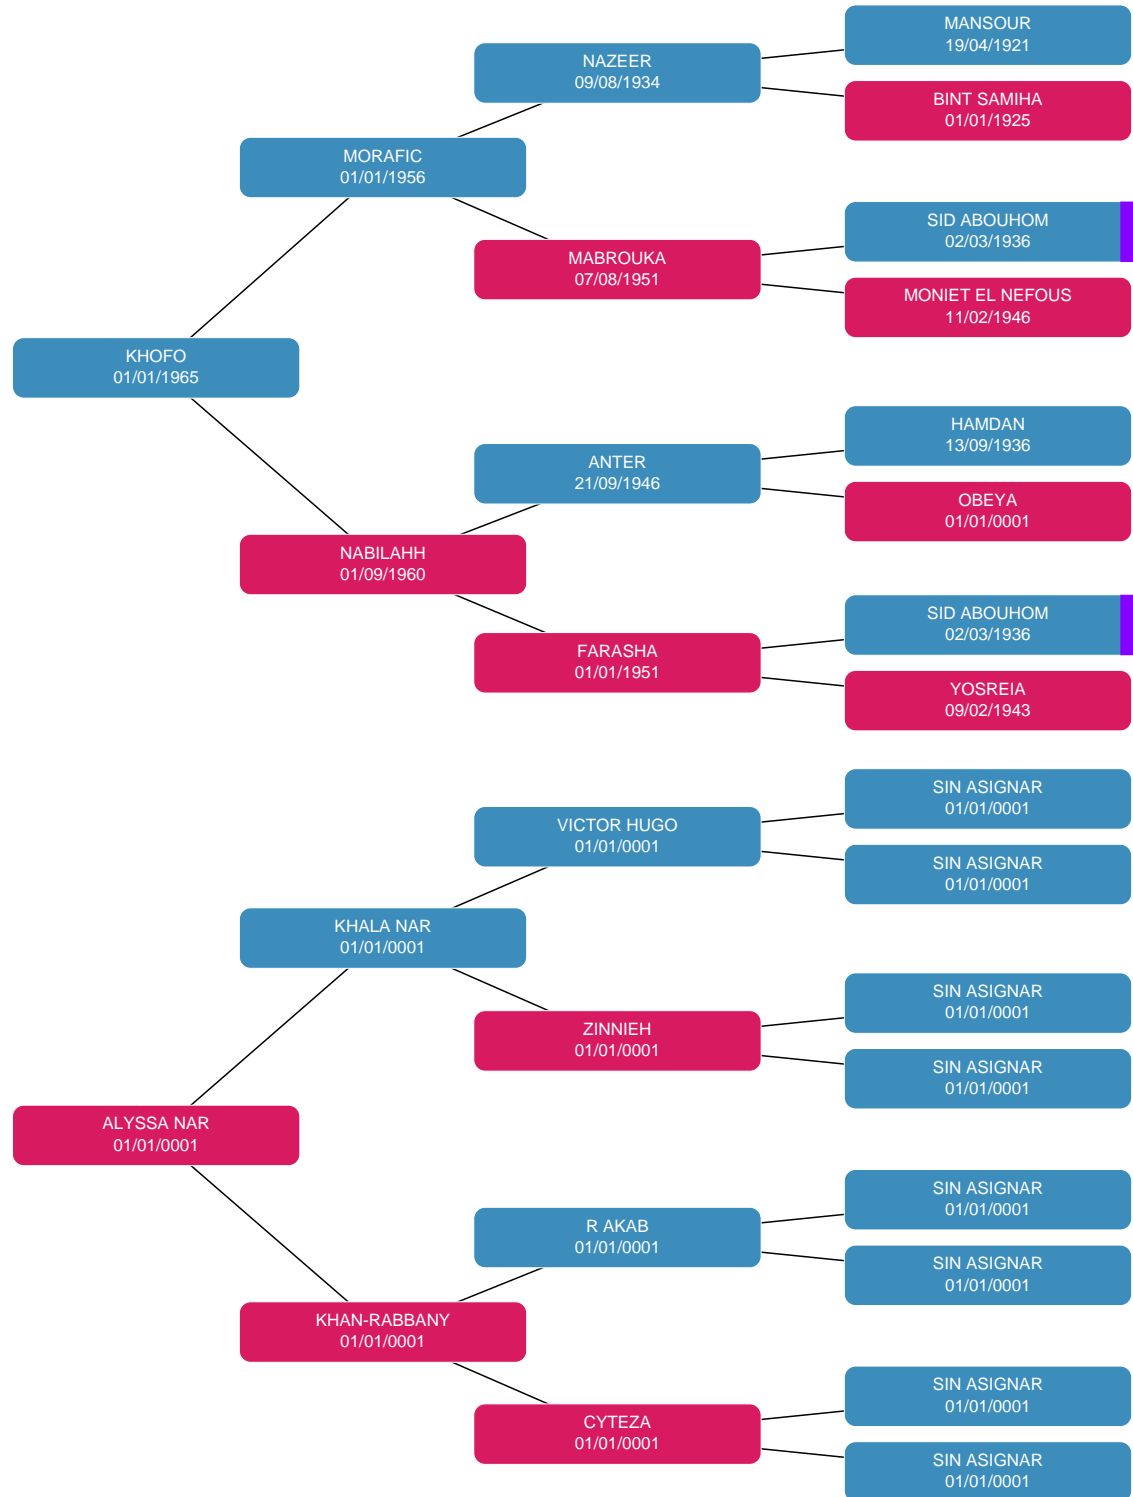 MANSOUR
19/04/1921
NAZEER
09/08/1934
BINT SAMIHA
01/01/1925
MORAFIC
01/01/1956
SID ABOUHOM
02/03/1936
MABROUKA
07/08/1951
MONIET EL NEFOUS
11/02/1946
KHOFO
01/01/1965
HAMDAN
13/09/1936
ANTER
21/09/1946
OBEYA
01/01/0001
NABILAHH
01/09/1960
SID ABOUHOM
02/03/1936
FARASHA
01/01/1951
YOSREIA
09/02/1943
SIN ASIGNAR
01/01/0001
VICTOR HUGO
01/01/0001
SIN ASIGNAR
01/01/0001
KHALA NAR
01/01/0001
SIN ASIGNAR
01/01/0001
ZINNIEH
01/01/0001
SIN ASIGNAR
01/01/0001
ALYSSA NAR
01/01/0001
SIN ASIGNAR
01/01/0001
R AKAB
01/01/0001
SIN ASIGNAR
01/01/0001
KHAN-RABBANY
01/01/0001
SIN ASIGNAR
01/01/0001
CYTEZA
01/01/0001
SIN ASIGNAR
01/01/0001